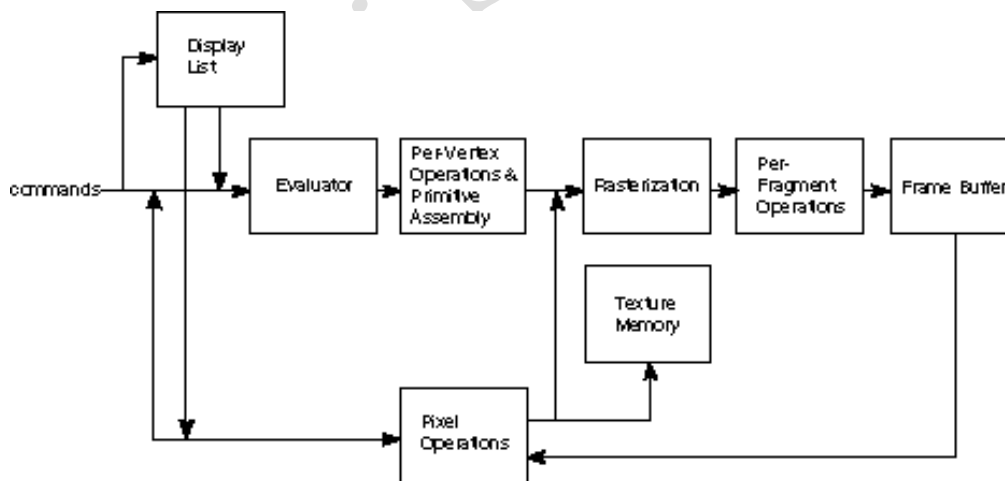 Display
List
commands
Evaluator
Per-Vertex
Operations &
Primitive
Assembly
Rasterization
Per-
Fragment
Operations
Frame Buffer
Texture
Memory
Pixel
Operations